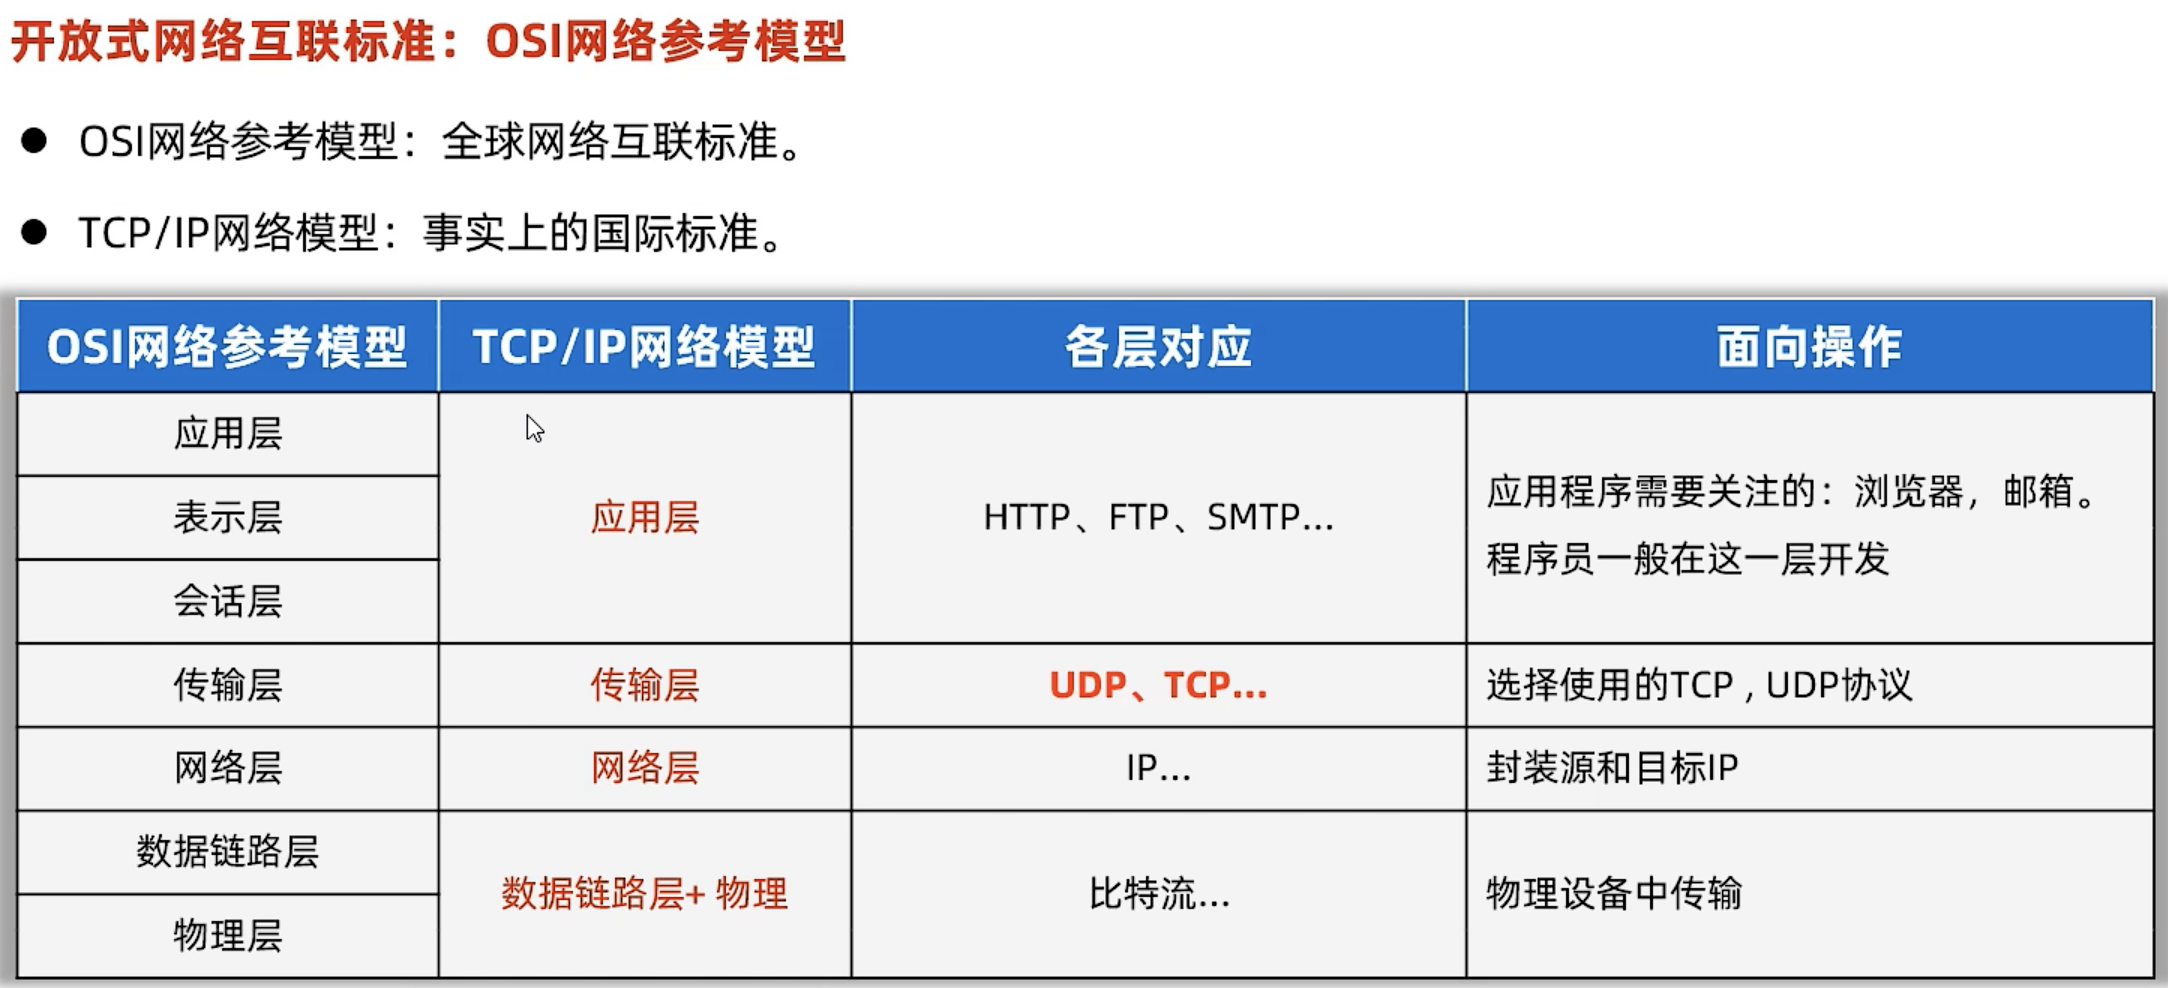 开放式网络互联标准：OSI网络参考模型
● OSI网络参考模型：全球网络互联标准。
● TCP/IP网络模型：事实上的国际标准。
OSI网络参考模型 TCP/IP网络模型 各层对应 面向操作
应用层
表示层
会话层
应用层
HTTP、FTP、SMTP...
应用程序需要关注的：浏览器，邮箱。
程序员一般在这一层开发
传输层 传输层 UDP、TCP... 选择使用的TCP , UDP协议
网络层 网络层 IP... 封装源和目标IP
数据链路层
物理层
数据链路层+ 物理
比特流...
物理设备中传输